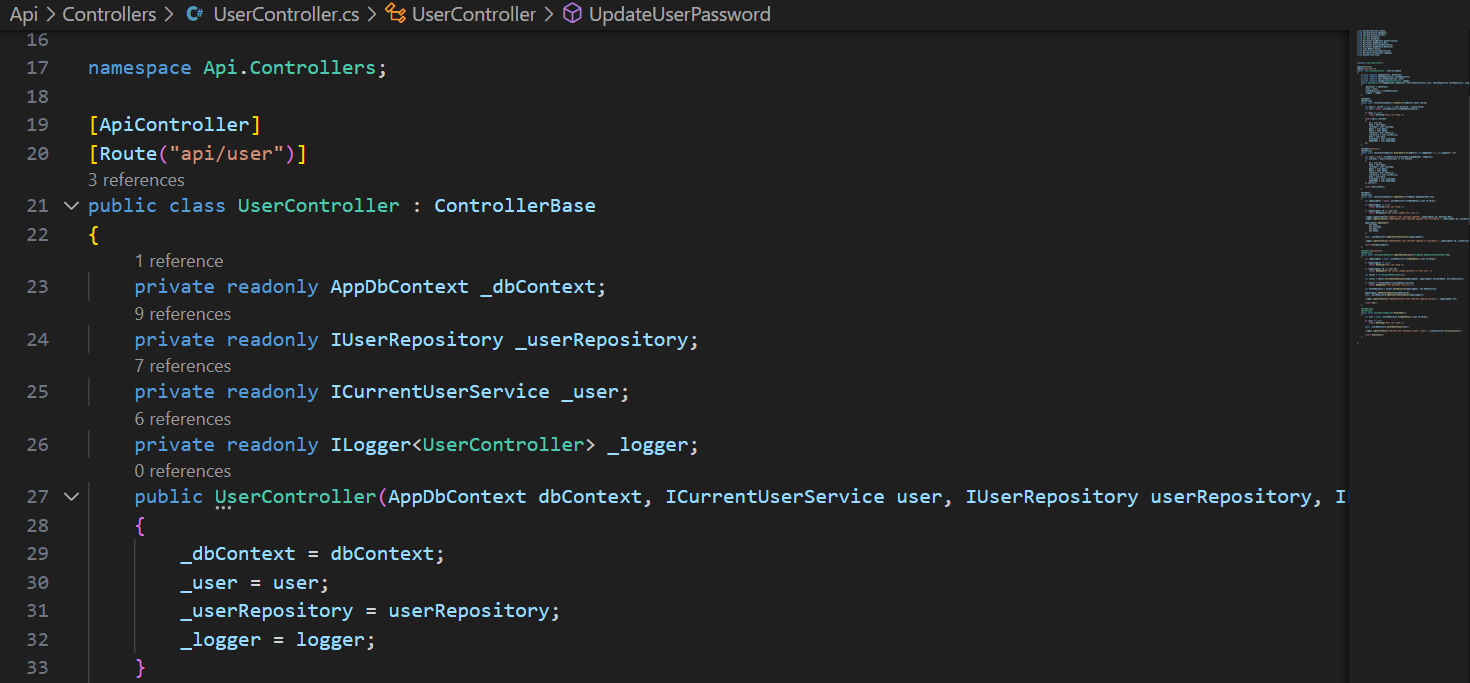 Api > Controllers > C# UserController.cs > UserController > UpdateUserPassword
16
17 namespace Api.Controllers;
18
19 [ApiController]
20 [Route("api/user")]
3 references
21 public class UserController : ControllerBase
22 {
1 reference
23 private readonly AppDbContext _dbContext;
9 references
24 private readonly IUserRepository _userRepository;
7 references
25 private readonly ICurrentUserService _user;
6 references
26 private readonly ILogger<UserController> _logger;
0 references
27 public UserController(AppDbContext dbContext, ICurrentUserService user, IUserRepository userRepository,
28 {
29 _dbContext = dbContext;
30 _user = user;
31 _userRepository = userRepository;
32 _logger = logger;
33 }